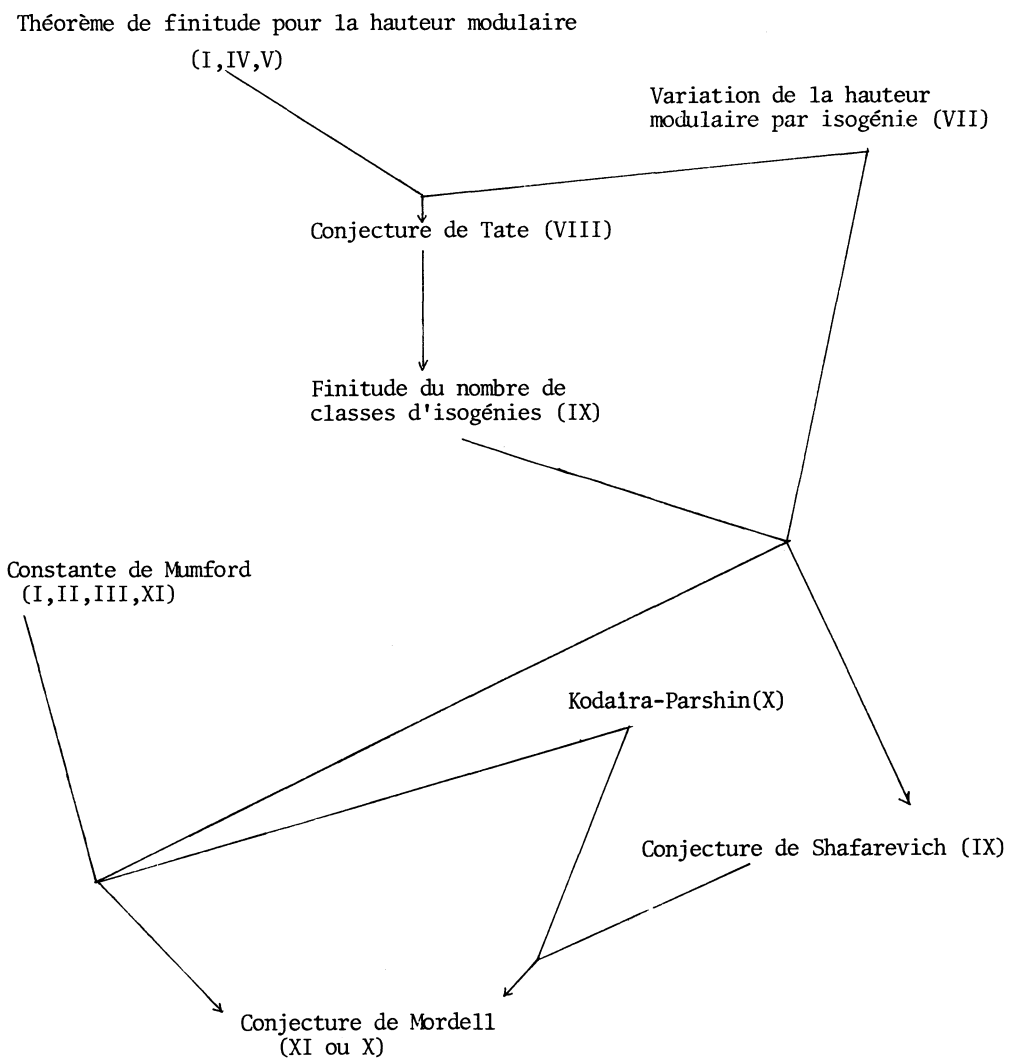 Théorème de finitude pour la hauteur modulaire
(I,IV,V)
Variation de la hauteur
modulaire par isogénie (VII)
Conjecture de Tate (VIII)
Finitude du nombre de
classes d'isogénies (IX)
Constante de Mumford
(I,II,III,XI)
Kodaira-Parshin(X)
Conjecture de Shafarevich (IX)
Conjecture de Mordell
(XI ou X)